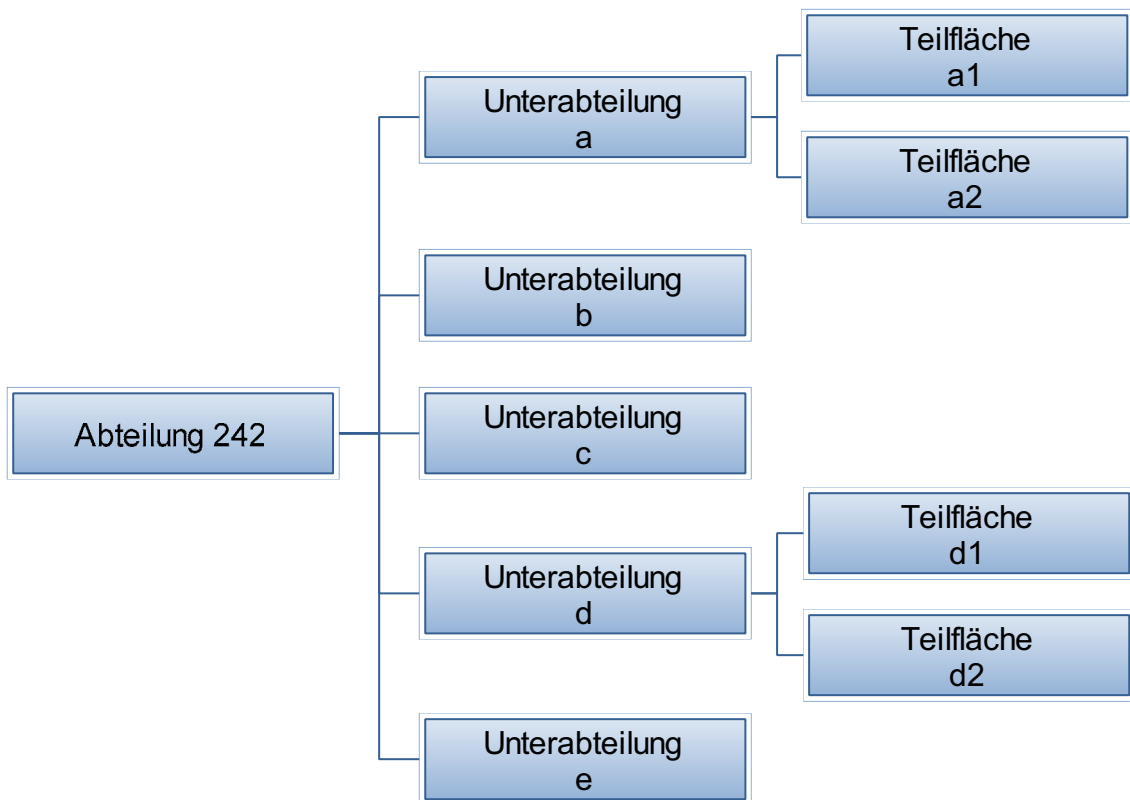 Teilfläche
a1
Unterabteilung
a
Teilfläche
a2
Unterabteilung
b
Abteilung 242
Unterabteilung
c
Teilfläche
d1
Unterabteilung
d
Teilfläche
d2
Unterabteilung
e